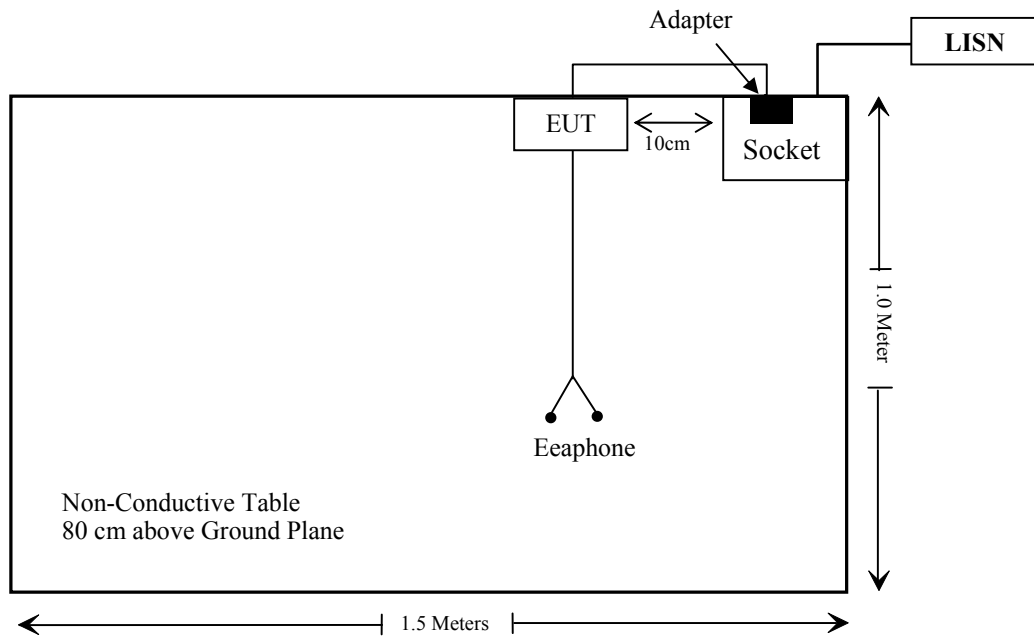 Adapter
LISN
EUT
10cm
Socket
1.0 Meter
Eeaphone
Non-Conductive Table
80 cm above Ground Plane
1.5 Meters